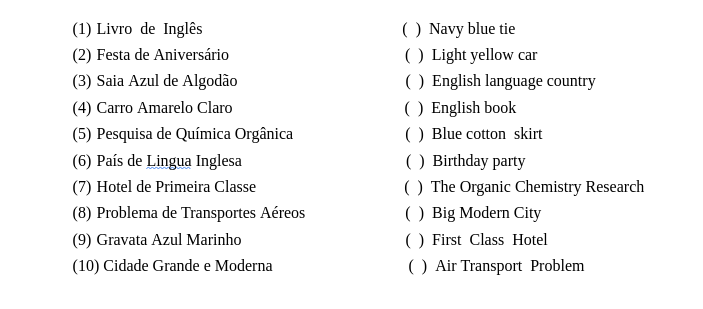 (1) Livro de Inglês ( ) Navy blue tie
(2) Festa de Aniversário ( ) Light yellow car
(3) Saia Azul de Algodão ( ) English language country
(4) Carro Amarelo Claro ( ) English book
(5) Pesquisa de Química Orgânica ( ) Blue cotton skirt
(6) País de Lingua Inglesa ( ) Birthday party
(7) Hotel de Primeira Classe ( ) The Organic Chemistry Research
(8) Problema de Transportes Aéreos ( ) Big Modern City
(9) Gravata Azul Marinho ( ) First Class Hotel
(10) Cidade Grande e Moderna ( ) Air Transport Problem